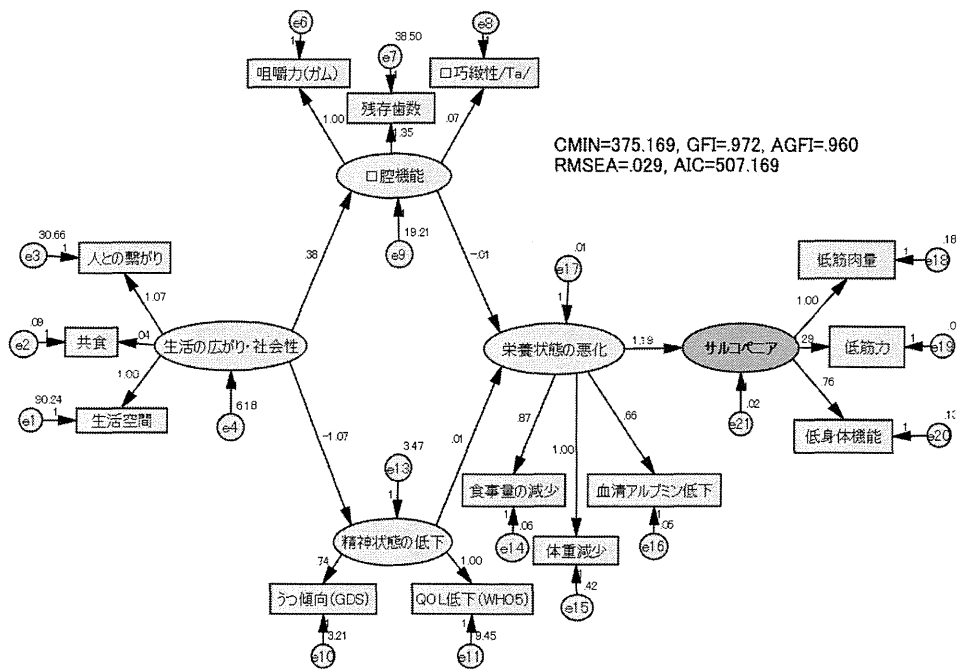 e6
e8
1
38.50
1
e7
咀嚼力(ガム)
1
口巧緻性/Ta/
残存歯数
1.00
1.35
.07
CMIN=375.169, GFI=.972, AGFI=.960
RMSEA=.029, AIC=507.169
口腔機能
30.66
19.21
.01
.18
e3
1
人との繋がり
.38
e9
-.01
e17
低筋肉量
1
e18
1.07
1
1.00
.09
e2
1
共食
.04
生活の広がり・社会性
栄養状態の悪化
1.19
サルコペニア
.29
低筋力
1
e19
1.00
90.24
6.18
.02
.76
e1
1
生活空間
e4
e21
-1.07
3.47
.01
.87
.66
低身体機能
1
e20
e13
1.00
1
食事量の減少
血清アルブミン低下
精神状態の低下
1
.06
1
.05
e14
体重減少
e16
.74
1.00
1
.42
うつ傾向(GDS)
QOL低下(WHO5)
e15
1
3.21
1
9.45
e10
e11